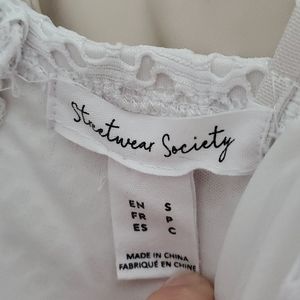 Streetwear Society
EN S
FR P
ES C
MADE IN CHINA
FABRIQUÉ EN CHINE